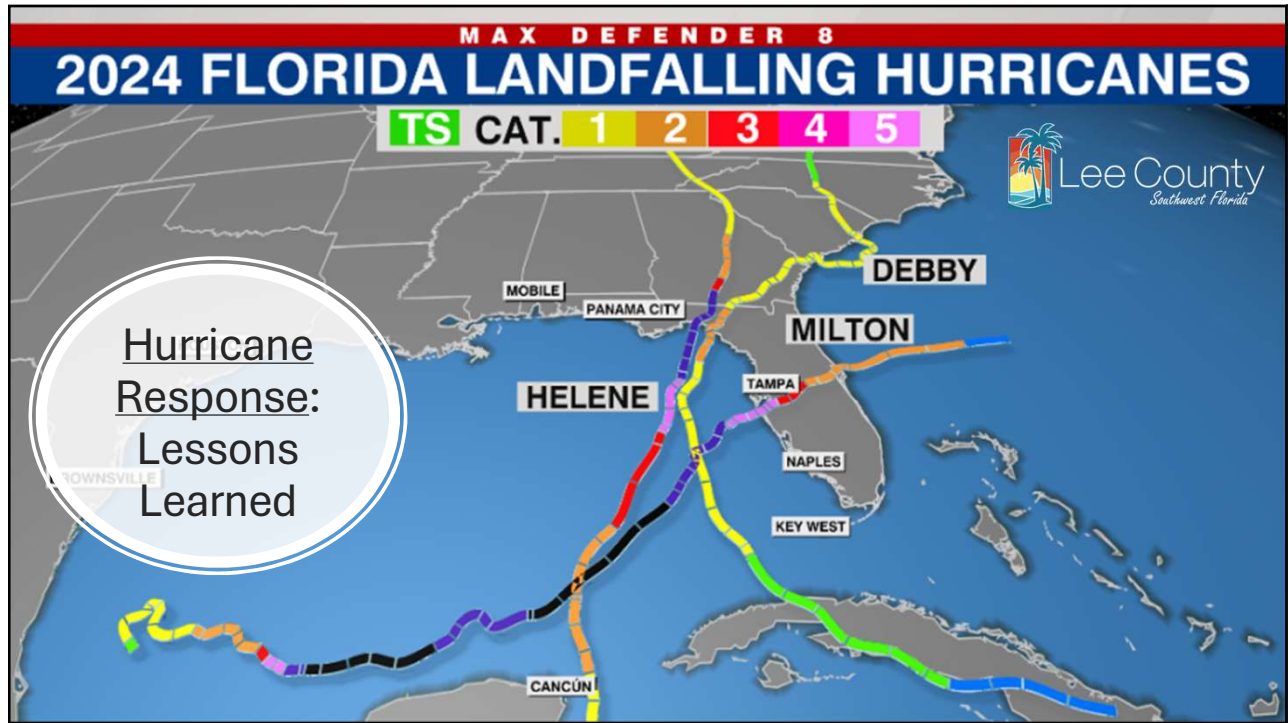 MAX DEFENDER 8
2024 FLORIDA LANDFALLING HURRICANES
TS CAT. 1 2 3 4 5
Lee County
Southwest Florida
DEBBY
MOBILE
PANAMA CITY
MILTON
Hurricane
Response:
Lessons
Learned
TAMPA
HELENE
NAPLES
BROWNSVILLE
KEY WEST
CANCÚN